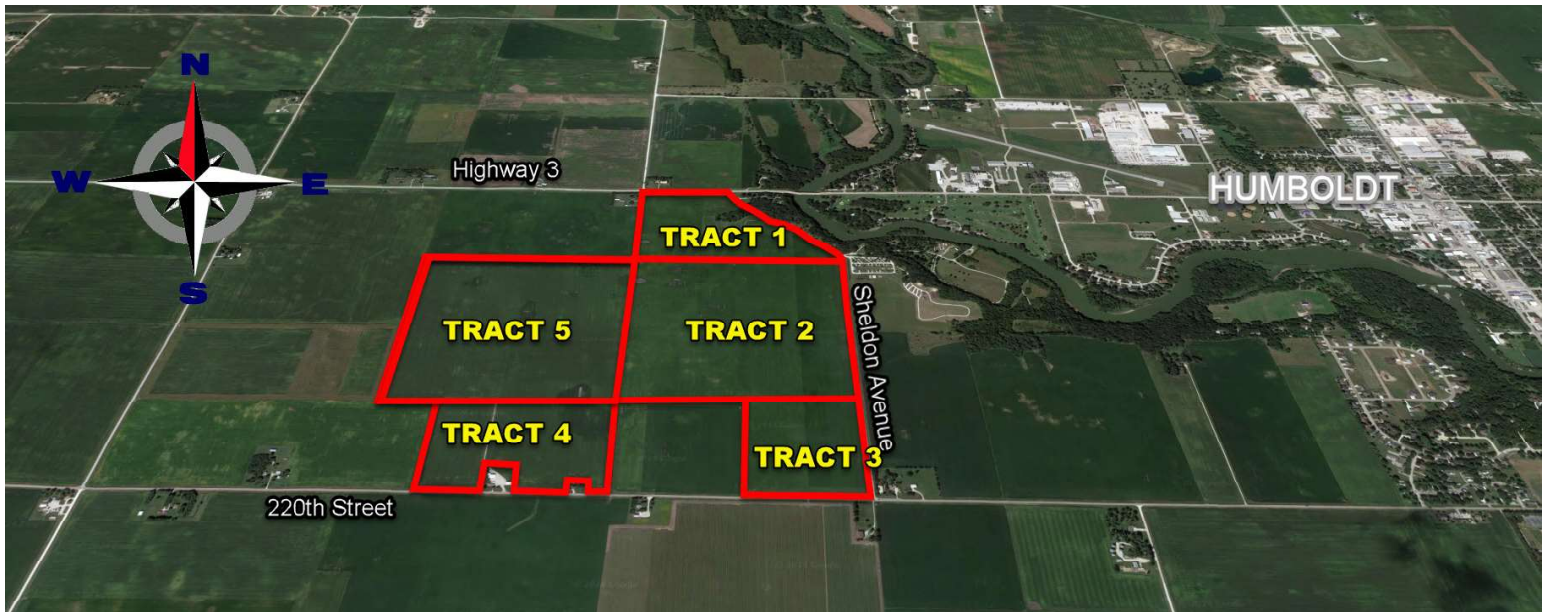 N
W
E
S
Highway 3
HUMBOLDT
TRACT 1
TRACT 5
TRACT 2
Sheldon Avenue
TRACT 4
TRACT 3
220th Street